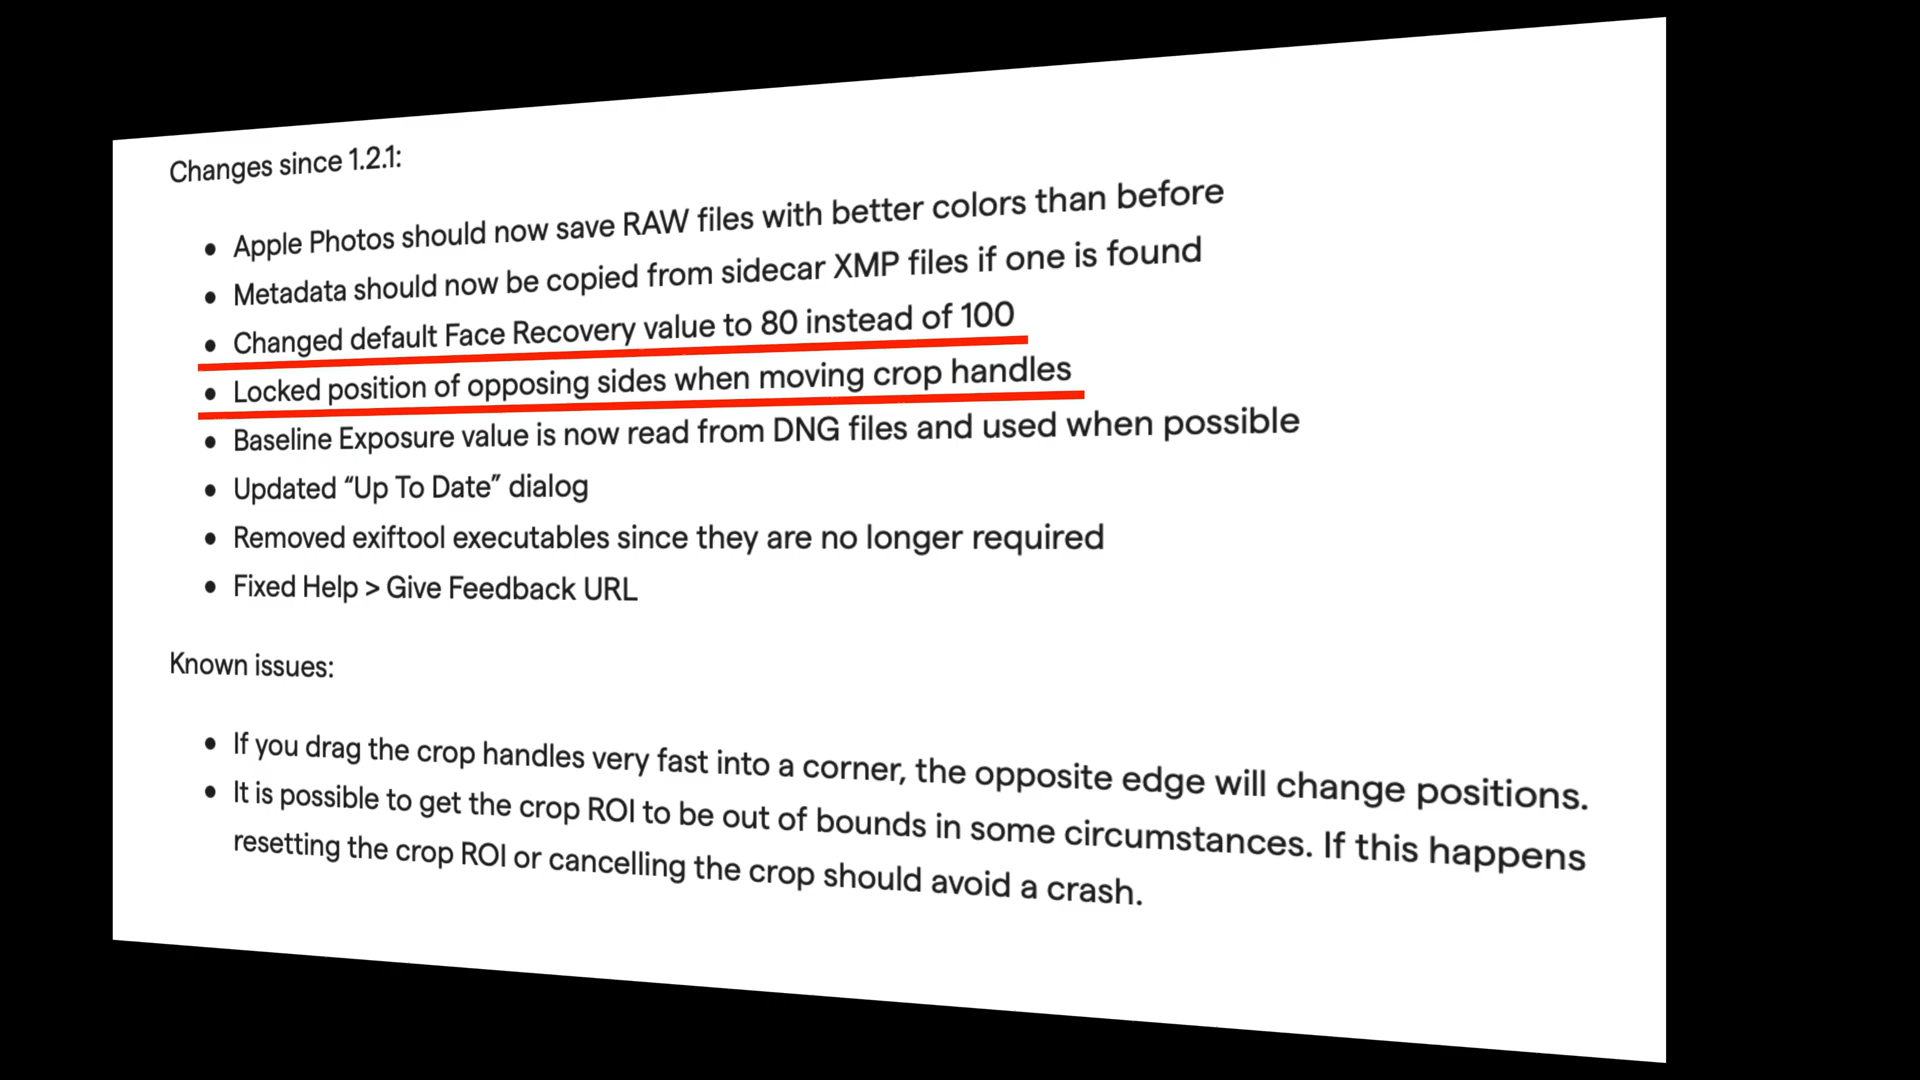 Changes since 1.2.1:
• Apple Photos should now save RAW files with better colors than before
• Metadata should now be copied from sidecar XMP files if one is found
• Changed default Face Recovery value to 80 instead of 100
• Locked position of opposing sides when moving crop handles
• Baseline Exposure value is now read from DNG files and used when possible
• Updated “Up To Date” dialog
• Removed exiftool executables since they are no longer required
• Fixed Help > Give Feedback URL
Known issues:
• If you drag the crop handles very fast into a corner, the opposite edge will change positions.
• It is possible to get the crop ROI to be out of bounds in some circumstances. If this happens
resetting the crop ROI or cancelling the crop should avoid a crash.